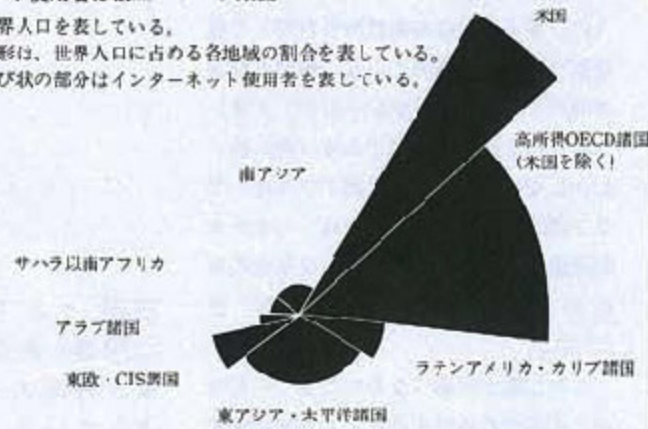 界人口を表している。
形は、世界人口に占める各地域の割合を表している。
び状の部分はインターネット使用者を表している。
米国
高所得OECD諸国
(米国を除く)
南アジア
サハラ以南アフリカ
アラブ諸国
東欧・CIS諸国
ラテンアメリカ・カリブ諸国
東アジア・太平洋諸国